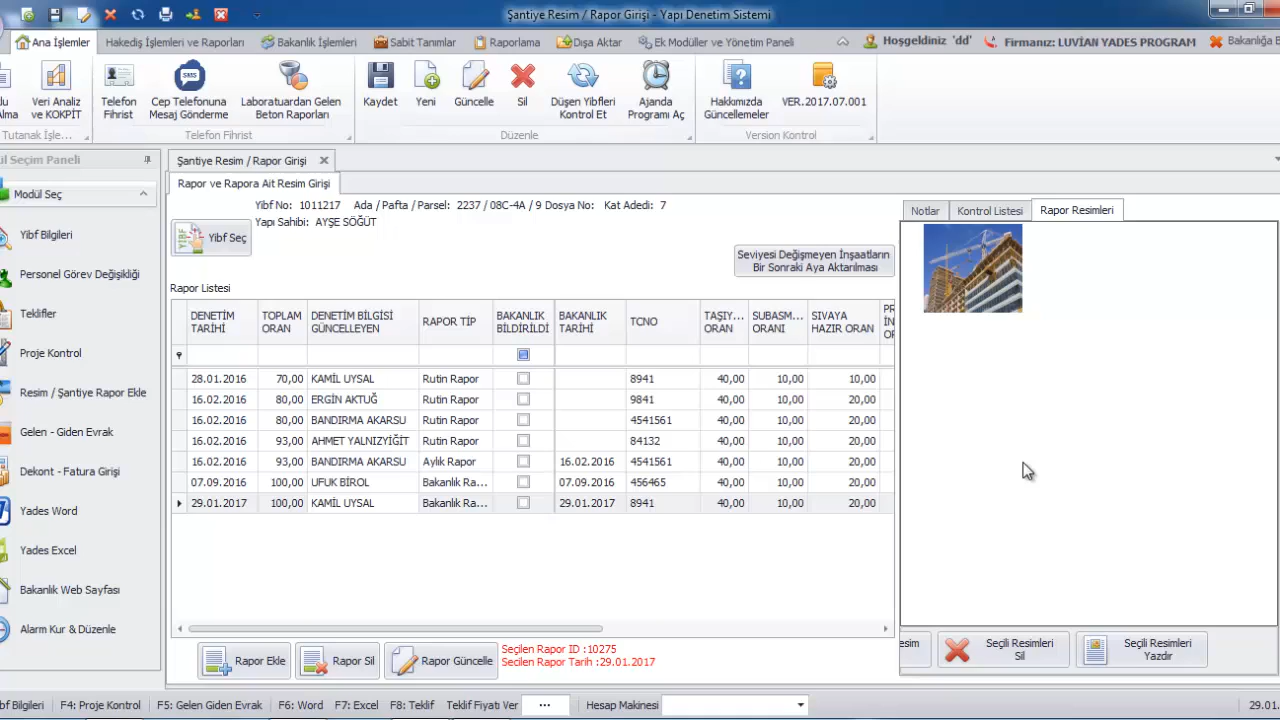 Şantiye Resim / Rapor Girişi - Yapı Denetim Sistemi
Ana İşlemler
Hakediş İşlemleri ve Raporları
Bakanlık İşlemleri
Sabit Tanımlar
Raporlama
Dışa Aktar
Ek Modüller ve Yönetim Paneli
Hoşgeldiniz 'dd'
Firmanız: LUVİAN YADES PROGRAM
Bakanlığa B
Veri Analiz
ve KOKPİT
Telefon
Fihrist
Cep Telefonuna
Mesaj Gönderme
Laboratuardan Gelen
Beton Raporları
Kaydet
Yeni
Güncelle
Sil
Düşen Yibfleri
Kontrol Et
Ajanda
Programı Aç
Hakkımızda
Güncellemeler
VER.2017.07.001
Tutanak İşle...
Telefon Fihrist
Düzenle
Version Kontrol
Seçim Paneli
Modül Seç
Yibf Bilgileri
Personel Görev Değişikliği
Teklifler
Proje Kontrol
Resim / Şantiye Rapor Ekle
Gelen - Giden Evrak
Dekont - Fatura Girişi
Yades Word
Yades Excel
Bakanlık Web Sayfası
Alarm Kur & Düzenle
Şantiye Resim / Rapor Girişi
Rapor ve Rapora Ait Resim Girişi
Yibf No: 1011217 Ada / Pafta / Parsel: 2237 / 08C-4A / 9 Dosya No: Kat Adedi: 7
Yapı Sahibi: AYŞE SÖĞÜT
Yibf Seç
Seviyesi Değişmeyen İnşaatların
Bir Sonraki Aya Aktarılması
Rapor Listesi
DENETİM TARİHİ TOPLAM ORAN DENETİM BİLGİSİ GÜNCELLEYEN RAPOR TİP BAKANLIK BİLDİRİLDİ BAKANLIK TARİHİ TCNO TAŞIY... ORAN SUBASM... ORANI SIVAYA HAZIR ORAN
28.01.2016 70,00 KAMİL UYSAL Rutin Rapor 8941 40,00 10,00 10,00
16.02.2016 80,00 ERGİN AKTUĞ Rutin Rapor 9841 40,00 10,00 20,00
16.02.2016 80,00 BANDIRMA AKARSU Rutin Rapor 4541561 40,00 10,00 20,00
16.02.2016 93,00 AHMET YALNIZYİĞİT Rutin Rapor 84132 40,00 10,00 20,00
16.02.2016 93,00 BANDIRMA AKARSU Aylık Rapor 16.02.2016 4541561 40,00 10,00 20,00
07.09.2016 100,00 UFUK BİROL Bakanlık Ra... 07.09.2016 456465 40,00 10,00 20,00
29.01.2017 100,00 KAMİL UYSAL Bakanlık Ra... 29.01.2017 8941 40,00 10,00 20,00
Rapor Ekle
Rapor Sil
Rapor Güncelle
Seçilen Rapor ID :10275
Secilen Rapor Tarih :29.01.2017
Notlar
Kontrol Listesi
Rapor Resimleri
esim
Seçili Resimleri
Sil
Seçili Resimleri
Yazdır
bf Bilgileri
F4: Proje Kontrol
F5: Gelen Giden Evrak
F6: Word
F7: Excel
F8: Teklif
Teklif Fiyatı Ver
...
Hesap Makinesi
29.01